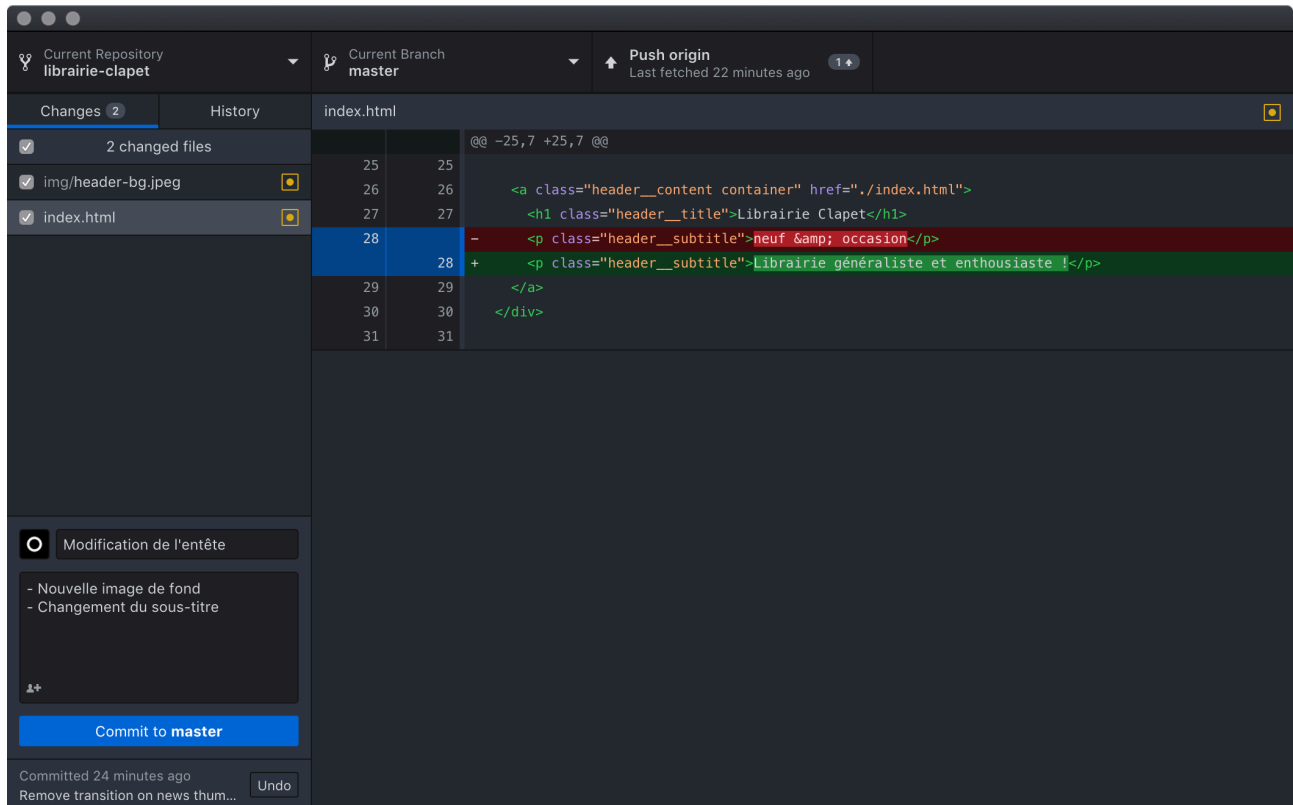 Current Repository
librairie-clapet
Current Branch
master
Push origin
Last fetched 22 minutes ago
1
Changes 2
History
index.html
2 changed files
img/header-bg.jpeg
index.html
@@ -25,7 +25,7 @@
25 25
26 26 <a class="header__content container" href="./index.html">
27 27 <h1 class="header__title">Librairie Clapet</h1>
28 - <p class="header__subtitle">neuf &amp; occasion</p>
28 + <p class="header__subtitle">Librairie généraliste et enthousiaste !</p>
29 29 </a>
30 30 </div>
31 31
Modification de l'entête
- Nouvelle image de fond
- Changement du sous-titre
Commit to master
Committed 24 minutes ago
Remove transition on news thum...
Undo